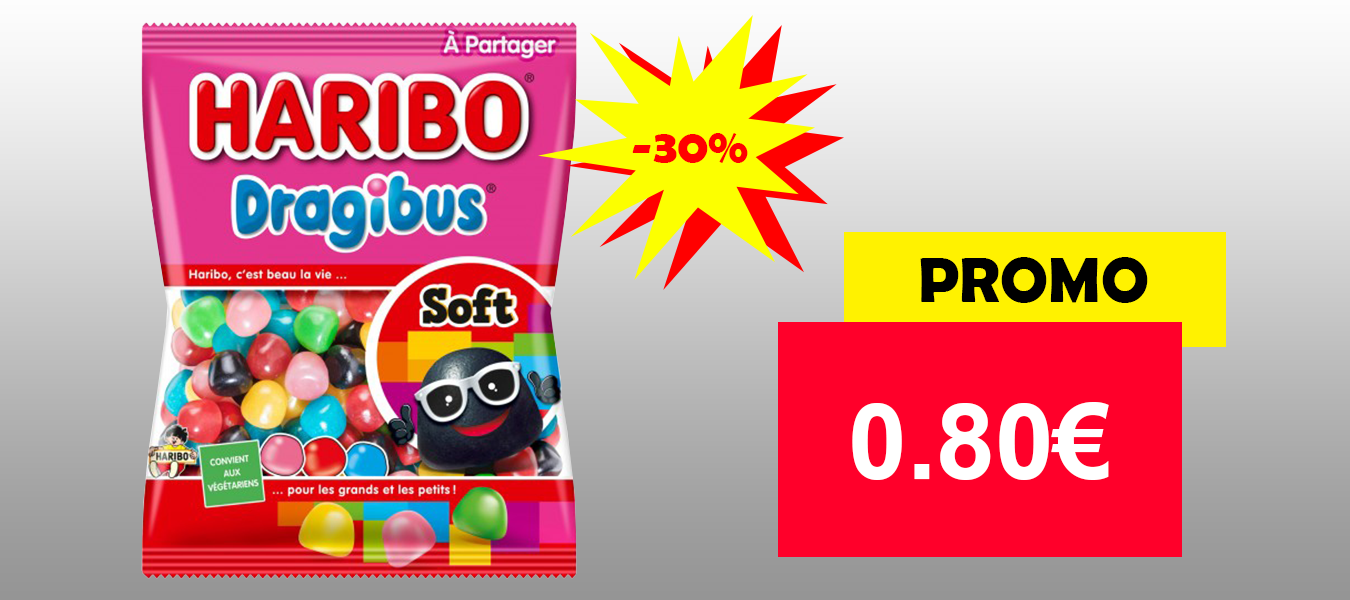 À Partager
HARIBO®
Dragibus®
Haribo, c'est beau la vie ...
Soft
HARIBO
CONVIENT
AUX
VÉGÉTARIENS
... pour les grands et les petits !
-30%
PROMO
0.80€